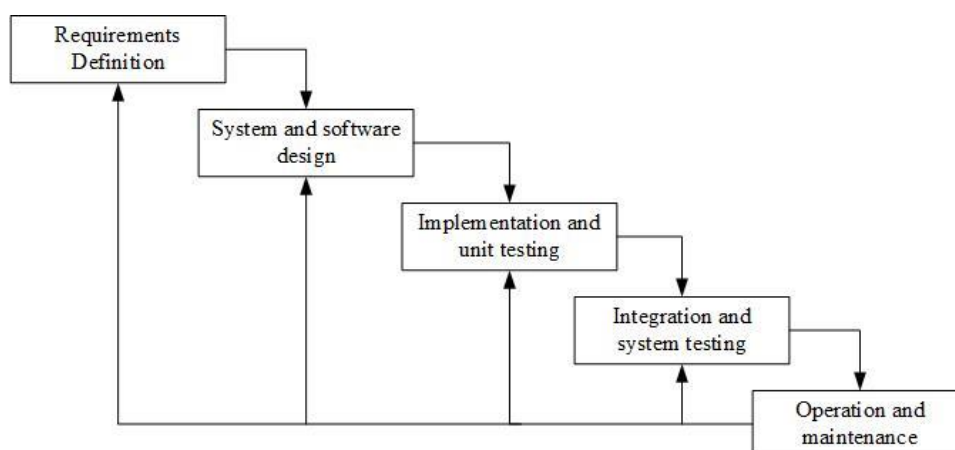 Requirements
Definition
System and software
design
Implementation and
unit testing
Integration and
system testing
Operation and
maintenance